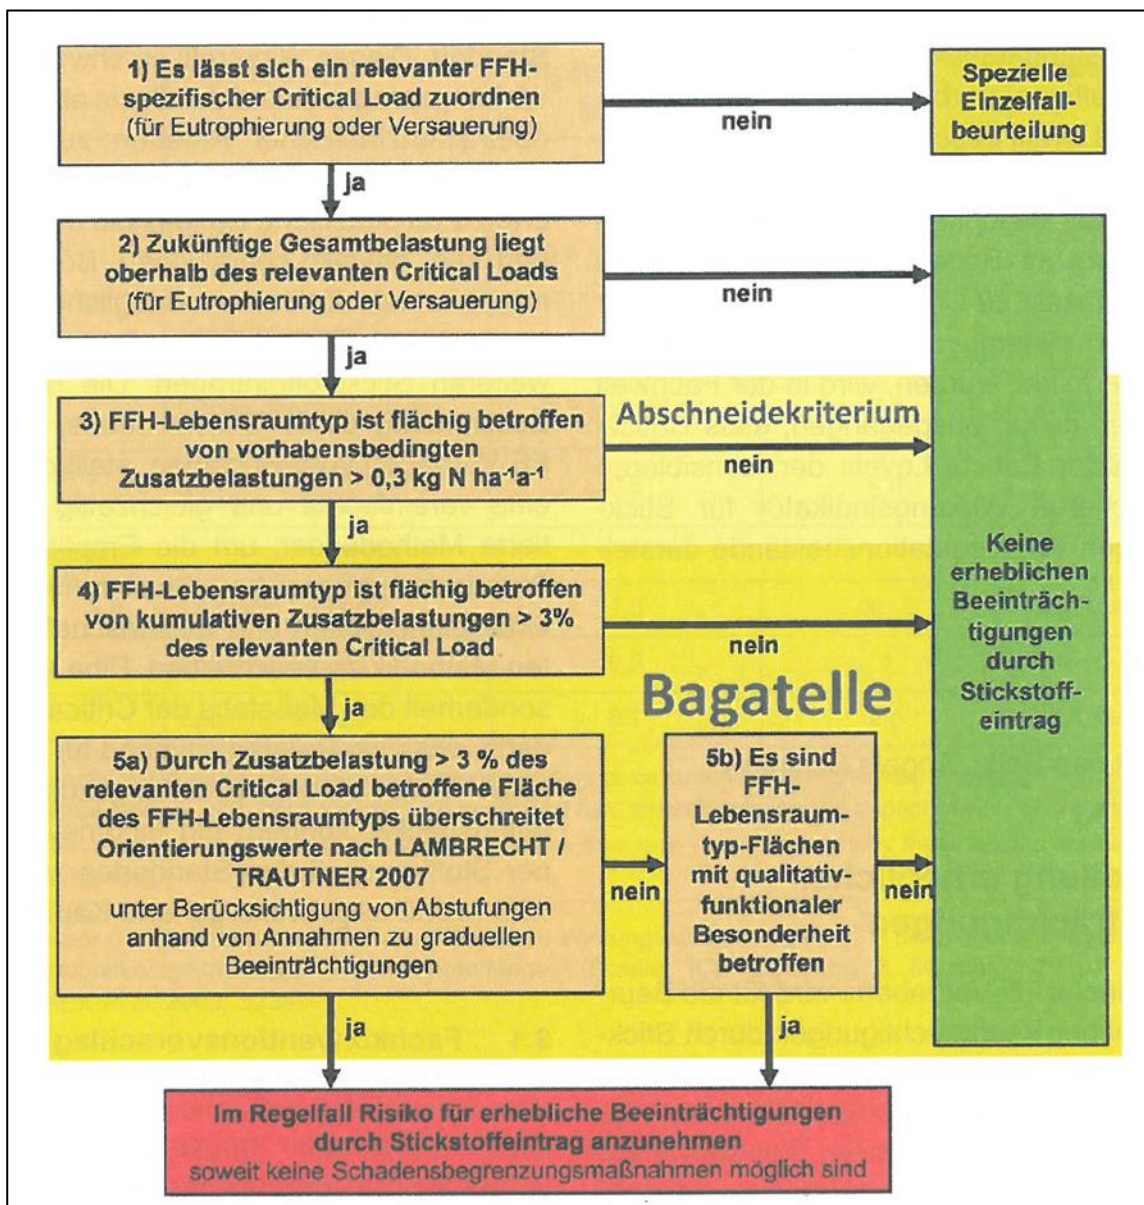 1) Es lässt sich ein relevanter FFH-
spezifischer Critical Load zuordnen
(für Eutrophierung oder Versauerung)
nein
Spezielle
Einzelfall-
beurteilung
ja
2) Zukünftige Gesamtbelastung liegt
oberhalb des relevanten Critical Loads
(für Eutrophierung oder Versauerung)
nein
ja
3) FFH-Lebensraumtyp ist flächig betroffen
von vorhabensbedingten
Zusatzbelastungen > 0,3 kg N ha⁻¹a⁻¹
Abschneidekriterium
nein
ja
4) FFH-Lebensraumtyp ist flächig betroffen
von kumulativen Zusatzbelastungen > 3%
des relevanten Critical Load
nein
Keine
erheblichen
Beeinträch-
tigungen
durch
Stickstoff-
eintrag
ja
Bagatelle
5a) Durch Zusatzbelastung > 3 % des
relevanten Critical Load betroffene Fläche
des FFH-Lebensraumtyps überschreitet
Orientierungswerte nach LAMBRECHT /
TRAUTNER 2007
unter Berücksichtigung von Abstufungen
anhand von Annahmen zu graduellen
Beeinträchtigungen
nein
5b) Es sind
FFH-
Lebensraum-
typ-Flächen
mit qualitativ-
funktionaler
Besonderheit
betroffen
nein
ja
ja
Im Regelfall Risiko für erhebliche Beeinträchtigungen
durch Stickstoffeintrag anzunehmen
soweit keine Schadensbegrenzungsmaßnahmen möglich sind